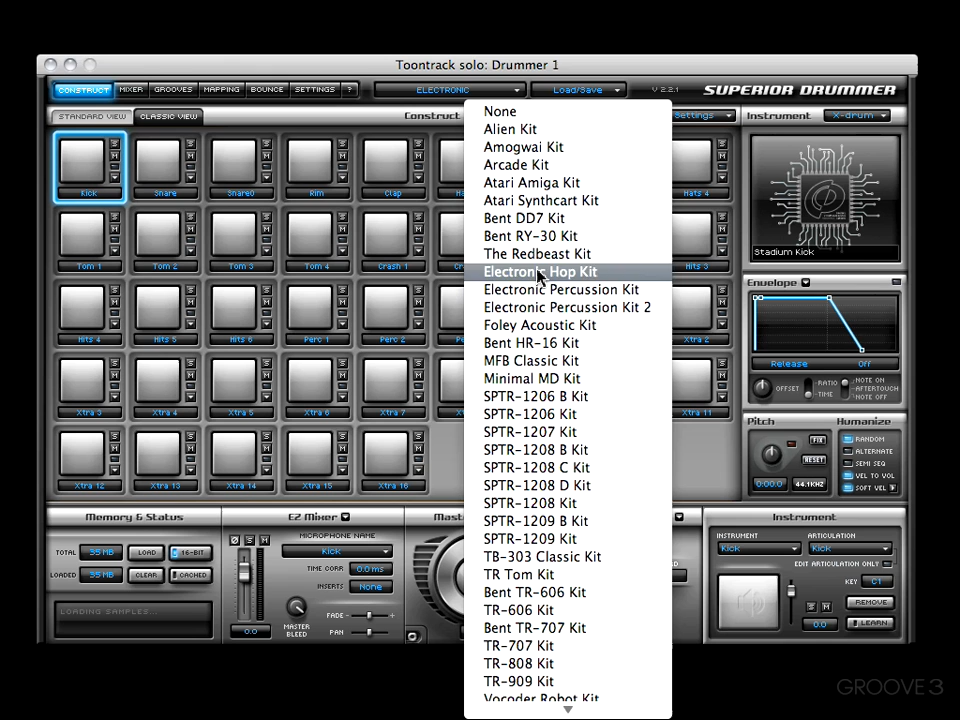 Toontrack solo: Drummer 1
CONSTRUCT MIXER GROOVES MAPPING BOUNCE SETTINGS ? ELECTRONIC Load/Save V 2.2.1 SUPERIOR DRUMMER
STANDARD VIEW CLASSIC VIEW Construct Settings Instrument X-drum
None
Alien Kit
Amogwai Kit
Arcade Kit
Atari Amiga Kit
Atari Synthcart Kit
Bent DD7 Kit
Bent RY-30 Kit
The Redbeast Kit
Electronic Hop Kit
Electronic Percussion Kit
Electronic Percussion Kit 2
Foley Acoustic Kit
Bent HR-16 Kit
MFB Classic Kit
Minimal MD Kit
SPTR-1206 B Kit
SPTR-1206 Kit
SPTR-1207 Kit
SPTR-1208 B Kit
SPTR-1208 C Kit
SPTR-1208 D Kit
SPTR-1208 Kit
SPTR-1209 B Kit
SPTR-1209 Kit
TB-303 Classic Kit
TR Tom Kit
Bent TR-606 Kit
TR-606 Kit
Bent TR-707 Kit
TR-707 Kit
TR-808 Kit
TR-909 Kit
Vocoder Robot Kit
Kick Snare Snare0 Rim Clap Hats 4
Tom 1 Tom 2 Tom 3 Tom 4 Crash 1 Hits 3
Hits 4 Hits 5 Hits 6 Perc 1 Perc 2 Xtra 2
Xtra 3 Xtra 4 Xtra 5 Xtra 6 Xtra 7 Xtra 11
Xtra 12 Xtra 13 Xtra 14 Xtra 15 Xtra 16
Stadium Kick
Envelope
Release Off
OFFSET RATIO TIME NOTE ON AFTERTOUCH NOTE OFF
Pitch Humanize
FIX RESET
0:00.0 44.1KHZ
RANDOM
ALTERNATE
SEMI SEQ
VEL TO VOL
SOFT VEL
Memory & Status
TOTAL 35 MB LOAD 16-BIT
LOADED 35 MB CLEAR CACHED
LOADING SAMPLES...
EZ Mixer
MICROPHONE NAME
Kick
TIME CORR 0.0 ms
INSERTS None
FADE - +
MASTER BLEED PAN
0.0
Mast
Instrument
INSTRUMENT ARTICULATION
Kick Kick
EDIT ARTICULATION ONLY
KEY C1
S M REMOVE
0.0 LEARN
GROOVE3